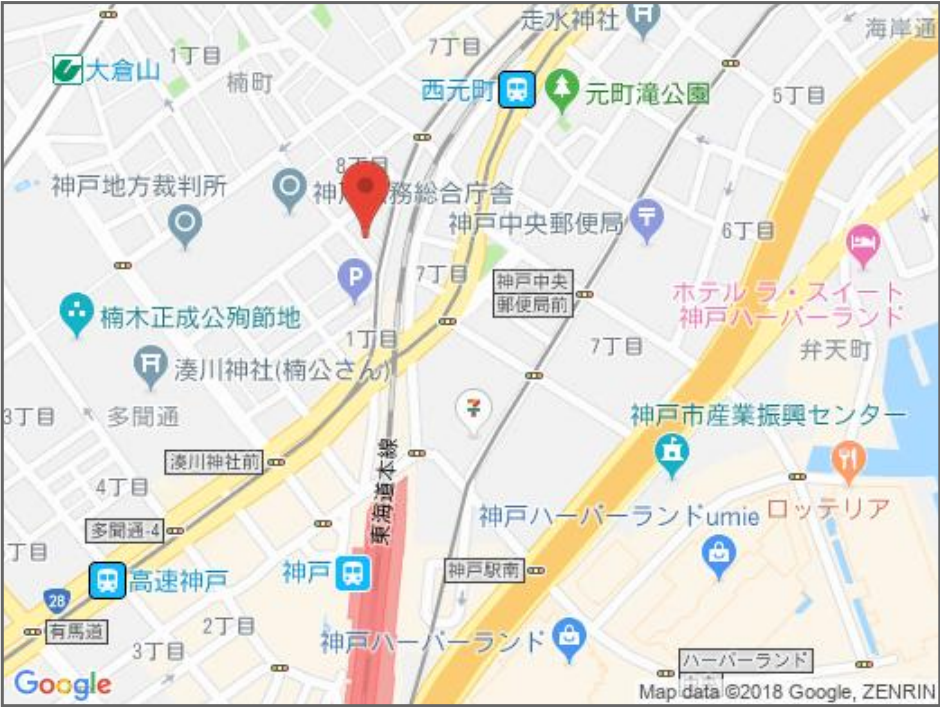 走水神社
海岸通
7丁目
1丁目
大倉山
楠町
西元町
元町滝公園
5丁目
8丁目
神戸地方裁判所
務総合庁舎
神戸中央郵便局
6丁目
P
7丁目
神戸中央
郵便局前
ホテル ラ・スイート
神戸ハーバーランド
楠木正成公殉節地
1丁目
7丁目
弁天町
湊川神社(楠公さん)
3丁目
多聞通
神戸市産業振興センター
湊川神社前
東海道本線
4丁目
神戸ハーバーランドumie
ロッテリア
多聞通-4
丁目
高速神戸
神戸
神戸駅南
28
有馬道
2丁目
3丁目
神戸ハーバーランド
ハーバーランド
Google
Map data ©2018 Google, ZENRIN